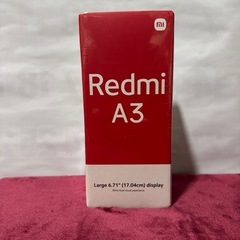 mi
Redmi
A3
Large 6.71" (17.04cm) display